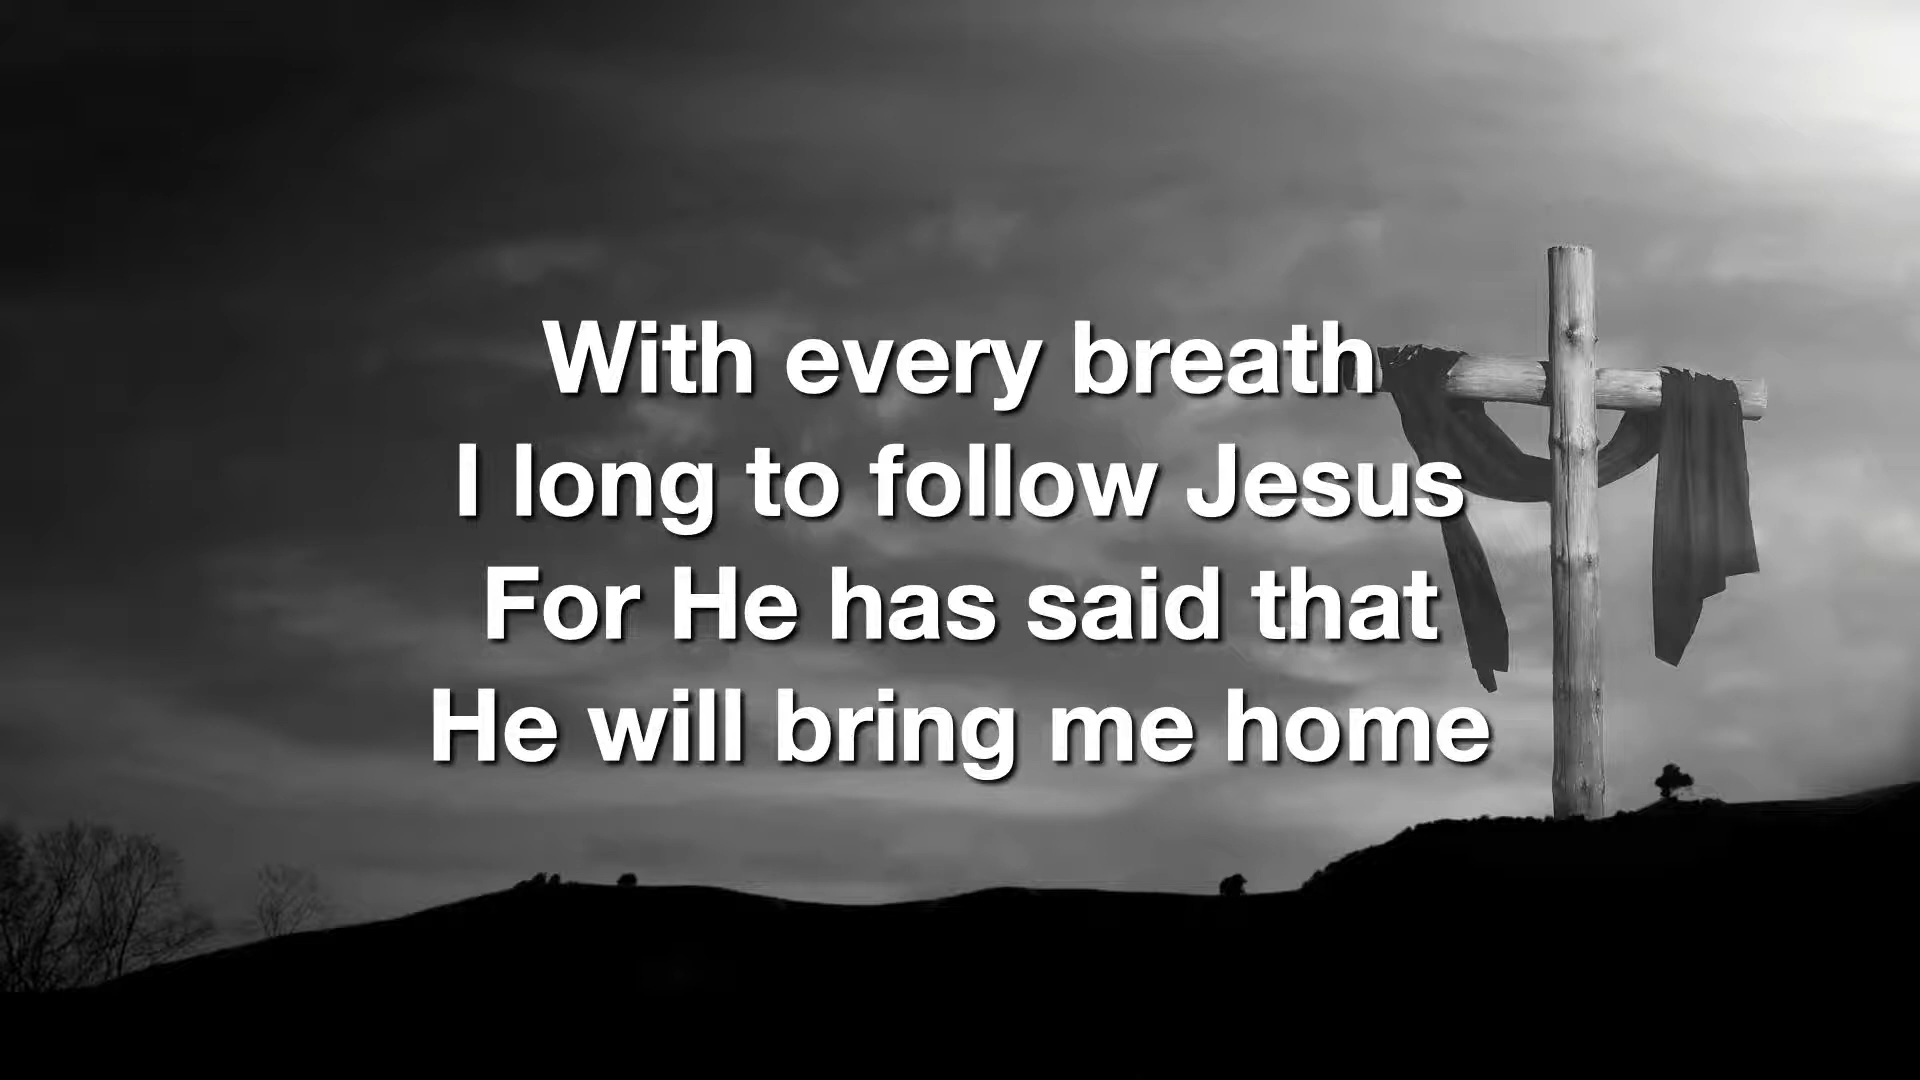 With every breath
I long to follow Jesus
For He has said that
He will bring me home